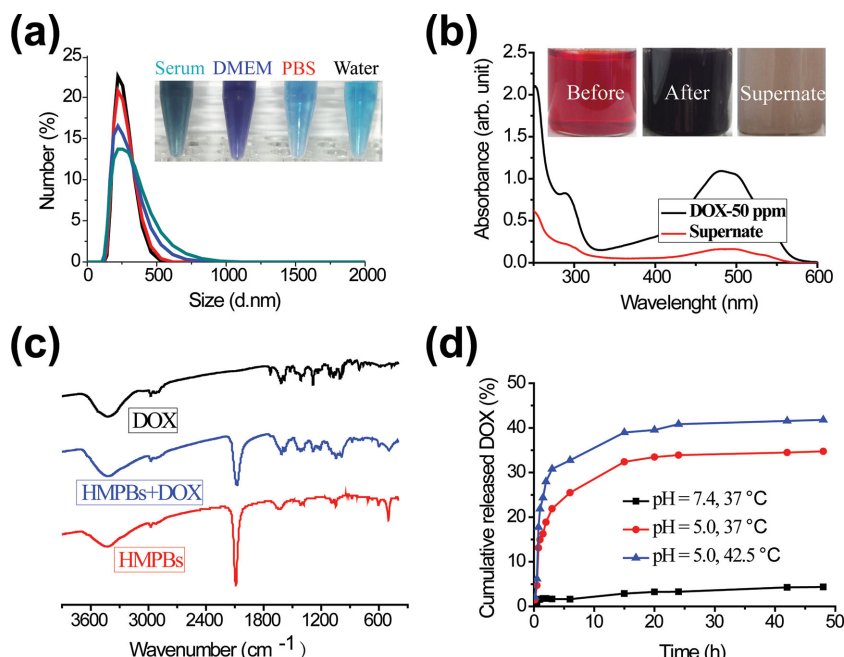 (a)
25
20
15
10
5
0
Number (%)
Serum DMEM PBS Water
0 500 1000 1500 2000
Size (d.nm)
(b)
2.5
2.0
1.5
1.0
0.5
0.0
Absorbance (arb. unit)
Before After Supernate
DOX-50 ppm
Supernate
300 400 500 600
Wavelenght (nm)
(c)
DOX
HMPBs+DOX
HMPBs
3600 3000 2400 1800 1200 600
Wavenumber (cm -1)
(d)
50
40
30
20
10
0
Cumulative released DOX (%)
pH = 7.4, 37 °C
pH = 5.0, 37 °C
pH = 5.0, 42.5 °C
0 10 20 30 40 50
Time (h)